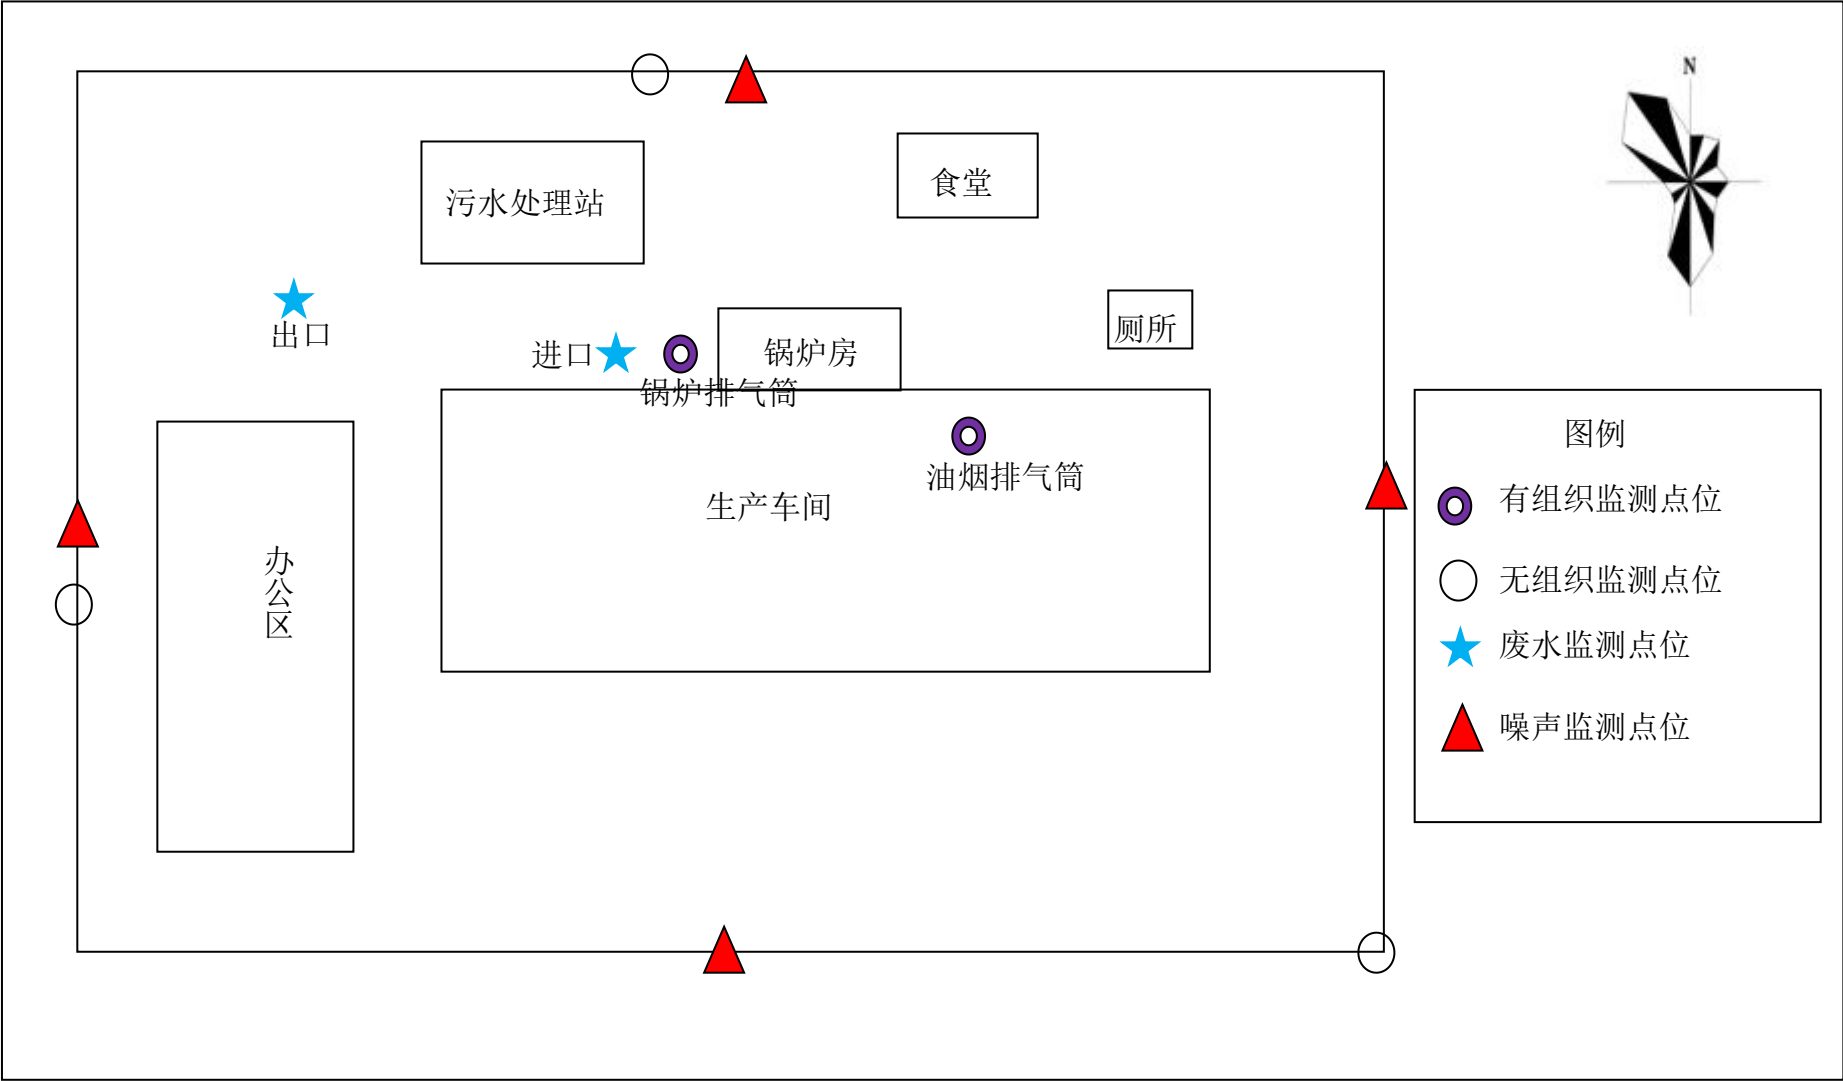 N
污水处理站
食堂
出口
进口
锅炉房
厕所
锅炉排气筒
油烟排气筒
生产车间
办公区
图例
有组织监测点位
无组织监测点位
废水监测点位
噪声监测点位